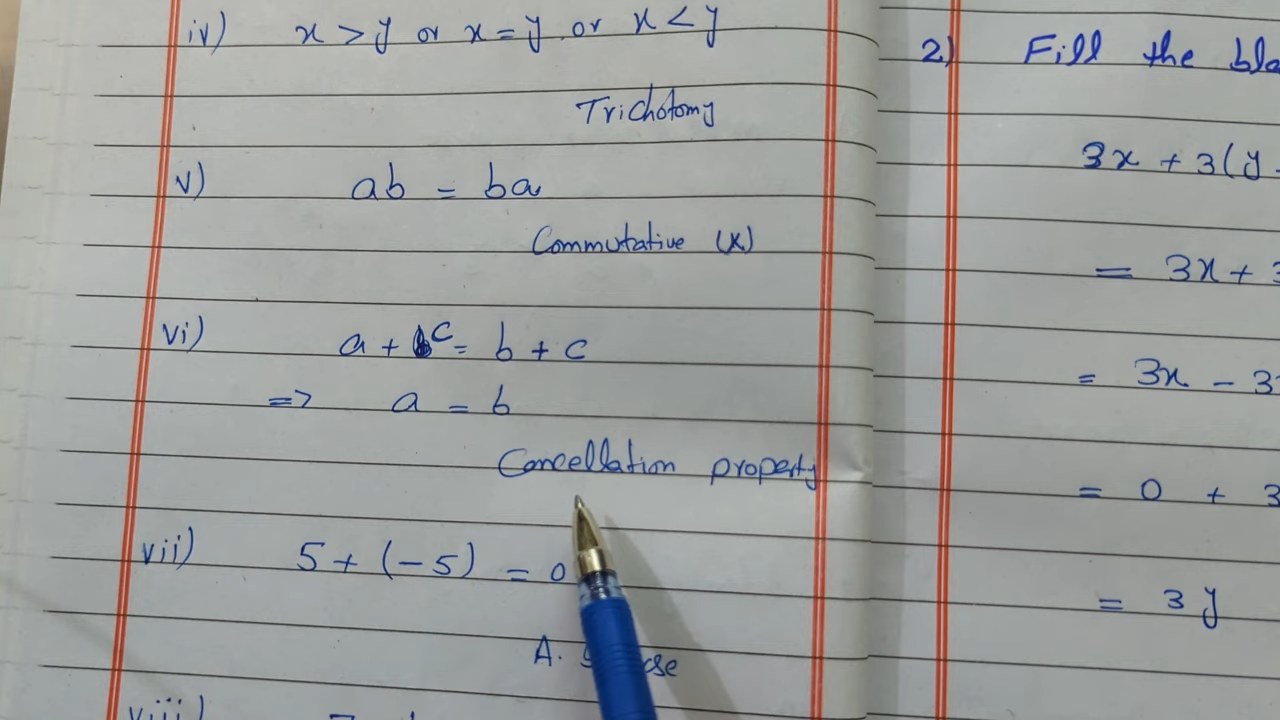 iv) x > y or x = y or x < y
Trichotomy
v) ab = ba
Commutative (x)
vi) a + c = b + c
=> a = b
Cancellation property
vii) 5 + (-5) = 0
A.
2) Fill the
3x + 3(y -
= 3x + 3
= 3x - 3
= 0 + 3
= 3y